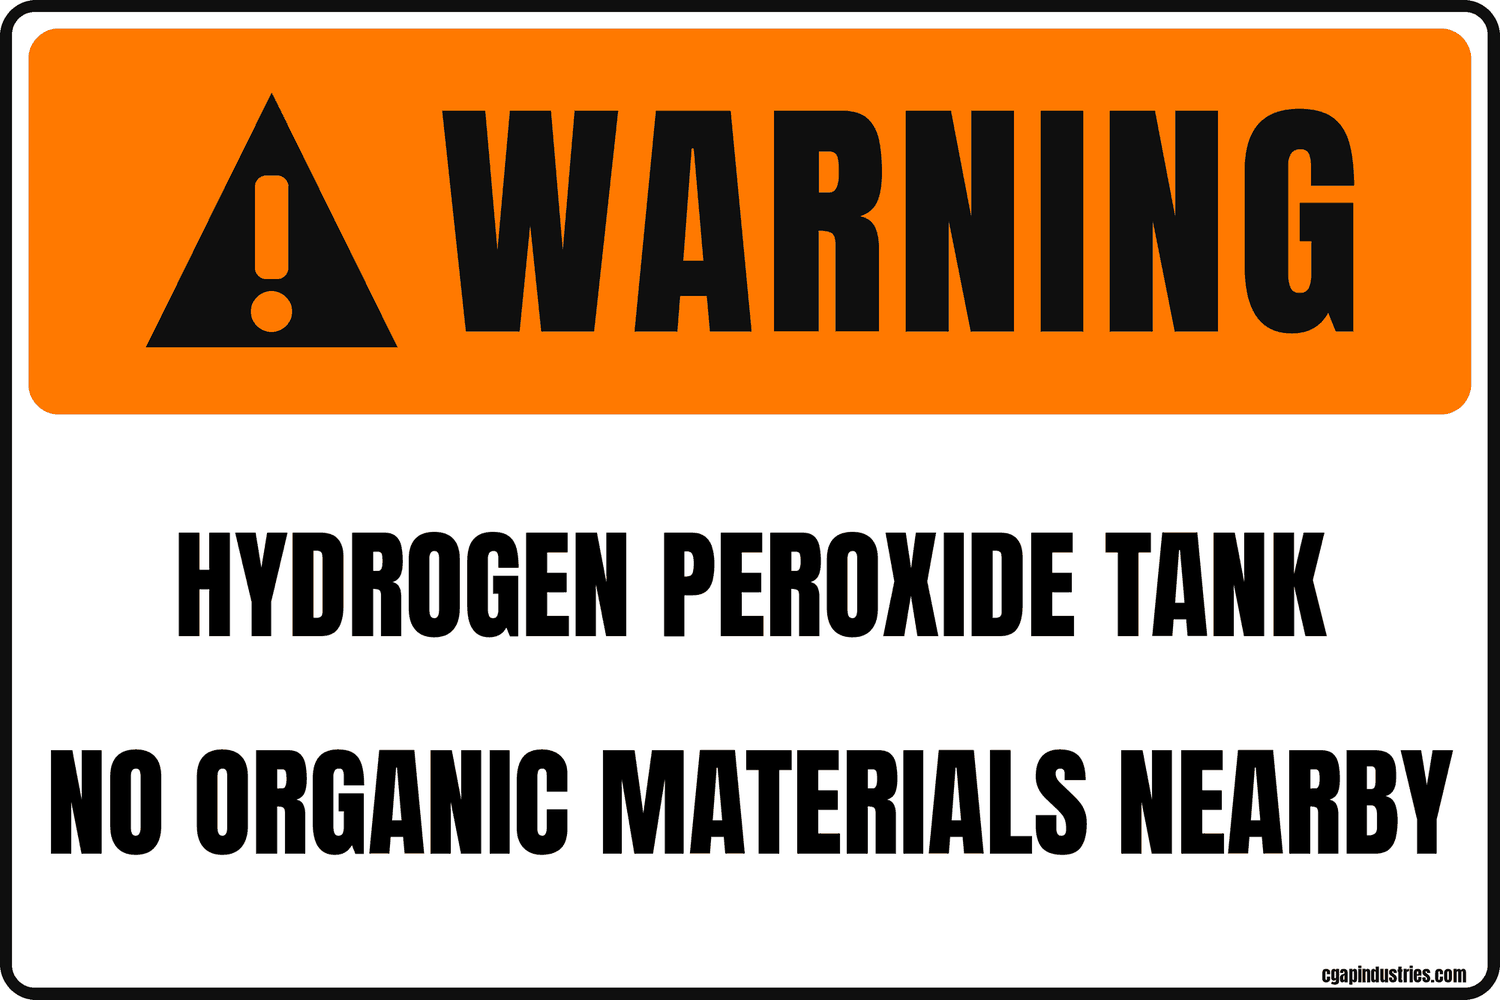 WARNING
HYDROGEN PEROXIDE TANK
NO ORGANIC MATERIALS NEARBY
cgapindustries.com